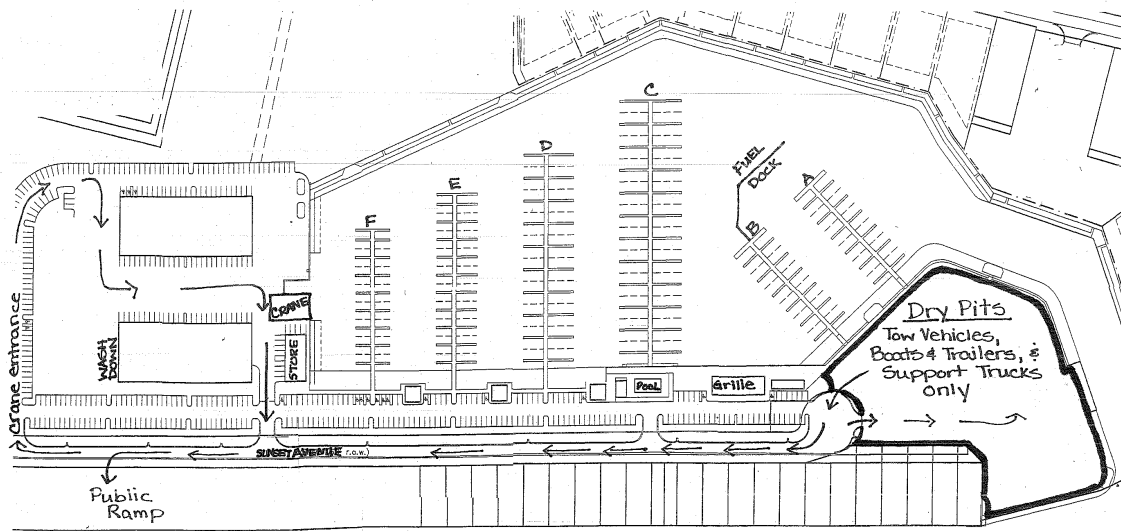 C
D
FUEL
DOCK
A
E
F
B
CRANE
Dry Pits
Tow Vehicles,
Boats & Trailers, &
Support Trucks
only
Crane entrance
WASH
DOWN
STORE
POOL
Grille
SUNSET AVENUE r.o.w.)
Public
Ramp